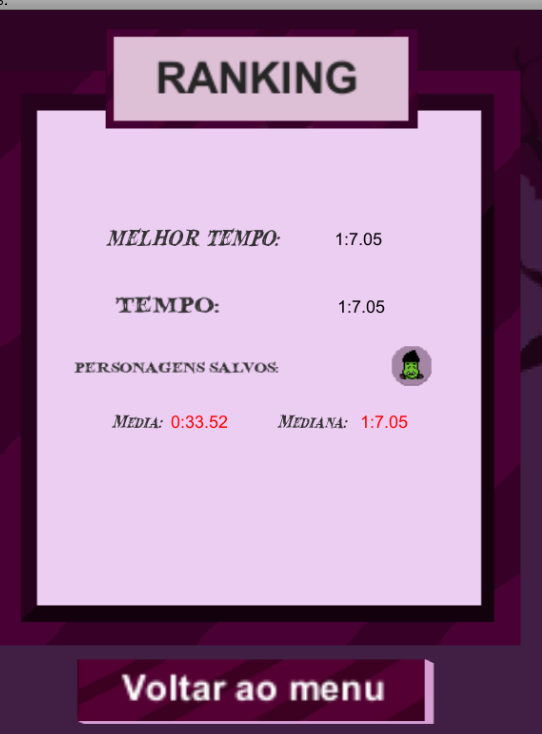 RANKING
MELHOR TEMPO: 1:7.05
TEMPO: 1:7.05
PERSONAGENS SALVOS:
MEDIA: 0:33.52 MEDIANA: 1:7.05
Voltar ao menu